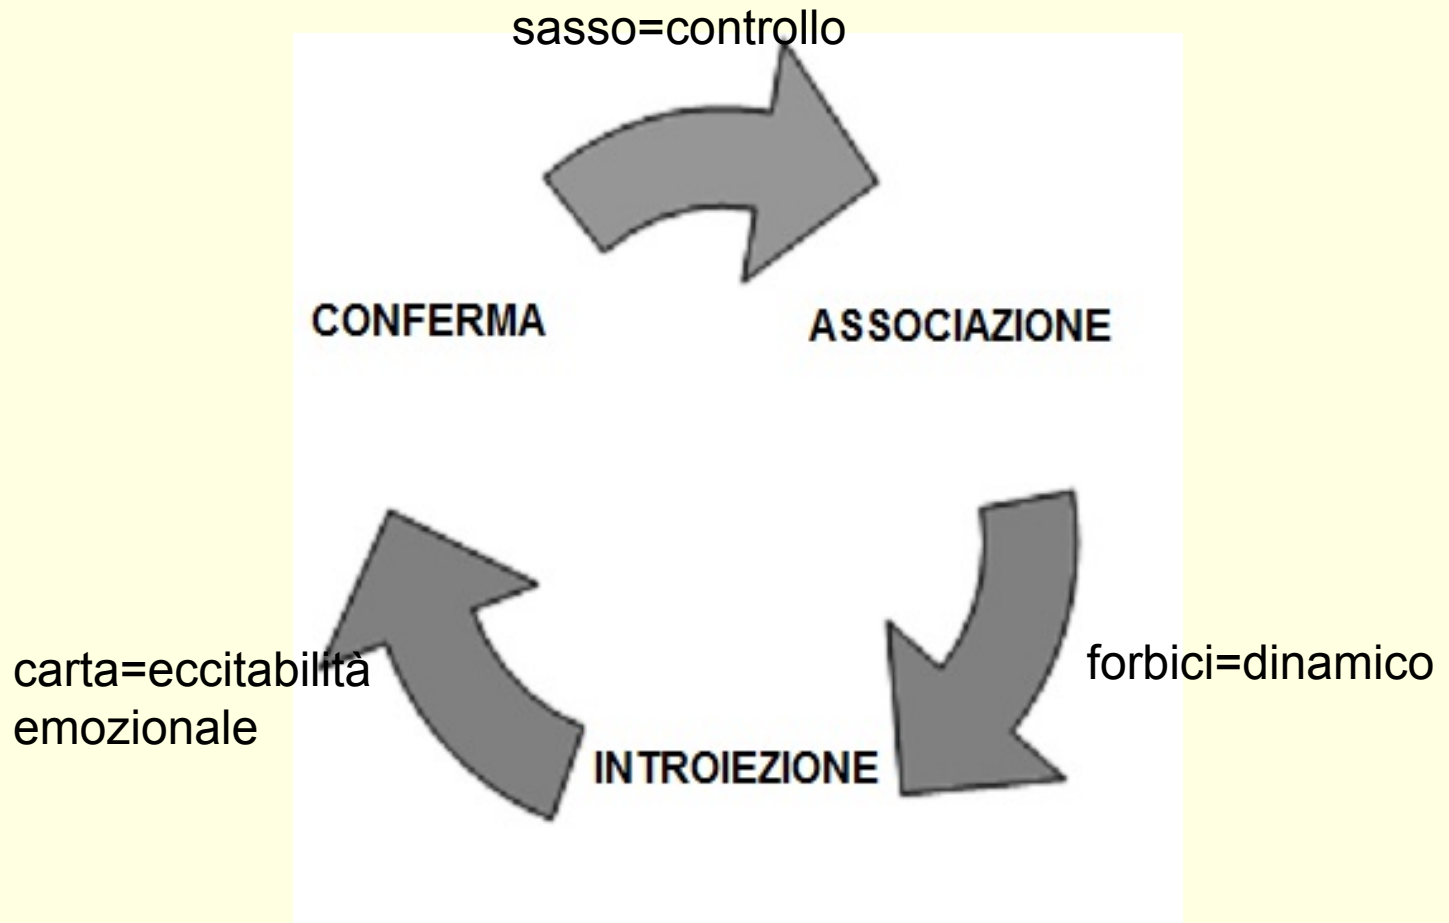 sasso=controllo
CONFERMA
ASSOCIAZIONE
carta=eccitabilità
emozionale
forbici=dinamico
INTROIEZIONE